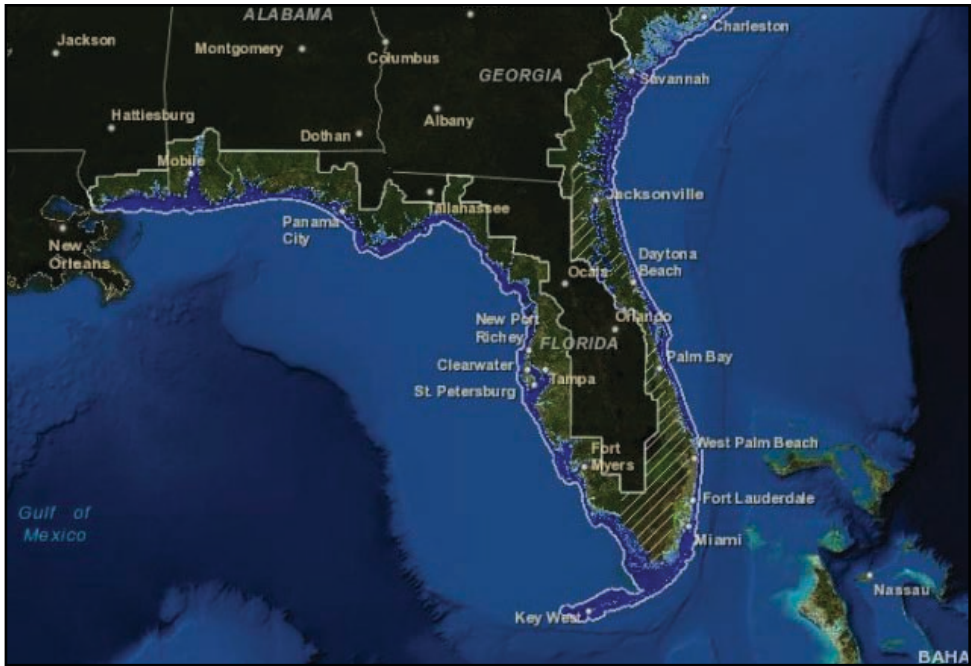 ALABAMA
Charleston
Jackson
Montgomery
Columbus
GEORGIA
Savannah
Hattiesburg
Albany
Dothan
Mobile
Jacksonville
Tallahassee
Panama
City
New
Orleans
Daytona
Beach
Ocala
Orlando
New Port
Richey
FLORIDA
Palm Bay
Clearwater
Tampa
St. Petersburg
West Palm Beach
Fort
Myers
Fort Lauderdale
Gulf of
Mexico
Miami
Nassau
Key West
BAHA